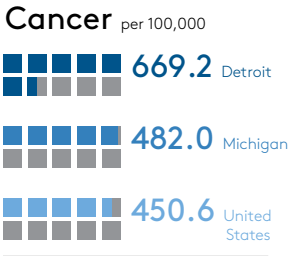 Cancer per 100,000
669.2 Detroit
482.0 Michigan
450.6 United
States